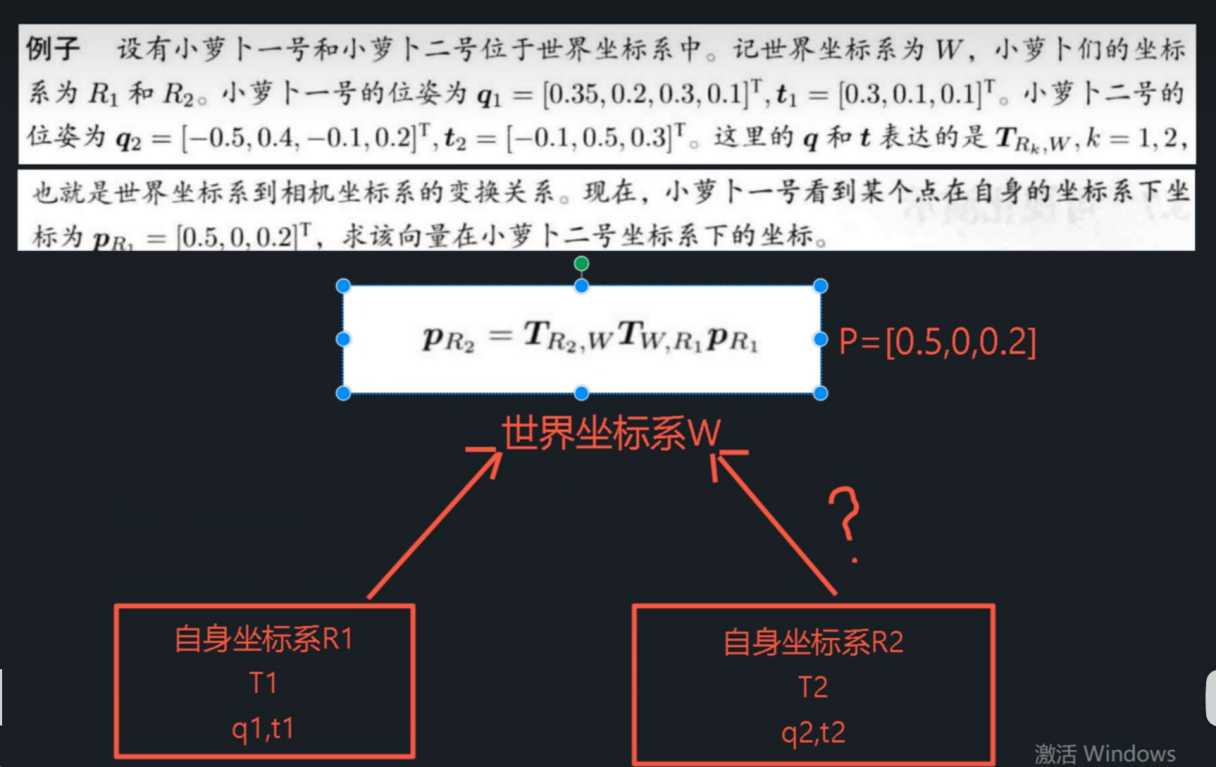 例子 设有小萝卜一号和小萝卜二号位于世界坐标系中。记世界坐标系为 W，小萝卜们的坐标
系为 R₁ 和 R₂。小萝卜一号的位姿为 q₁ = [0.35, 0.2, 0.3, 0.1]ᵀ, t₁ = [0.3, 0.1, 0.1]ᵀ。小萝卜二号的
位姿为 q₂ = [−0.5, 0.4, −0.1, 0.2]ᵀ, t₂ = [−0.1, 0.5, 0.3]ᵀ。这里的 q 和 t 表达的是 T_{R_k,W}, k = 1, 2,
也就是世界坐标系到相机坐标系的变换关系。现在，小萝卜一号看到某个点在自身的坐标系下坐
标为 p_{R₁} = [0.5, 0, 0.2]ᵀ，求该向量在小萝卜二号坐标系下的坐标。
p_{R₂} = T_{R₂,W} T_{W,R₁} p_{R₁}
P=[0.5,0,0.2]
世界坐标系W
?
自身坐标系R1
T1
q1,t1
自身坐标系R2
T2
q2,t2
激活 Windows